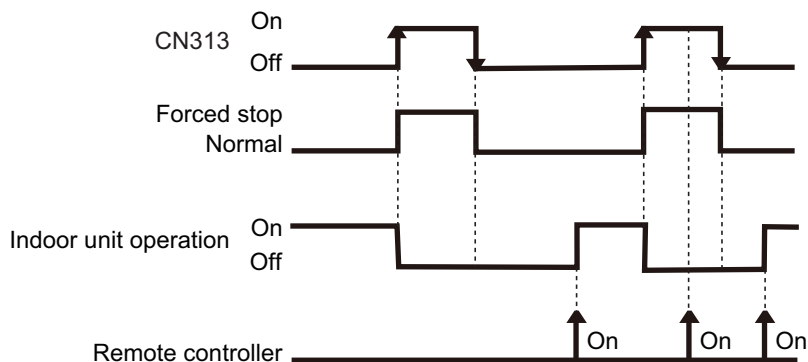 On
CN313
Off
Forced stop
Normal
On
Indoor unit operation
Off
On
On
On
Remote controller